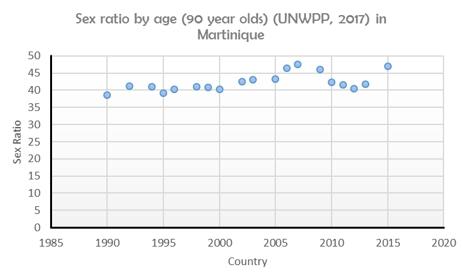 Sex ratio by age (90 year olds) (UNWPP, 2017) in
Martinique
50
45
40
35
30
25
20
15
10
5
0
Sex Ratio
1985 1990 1995 2000 2005 2010 2015 2020
Country